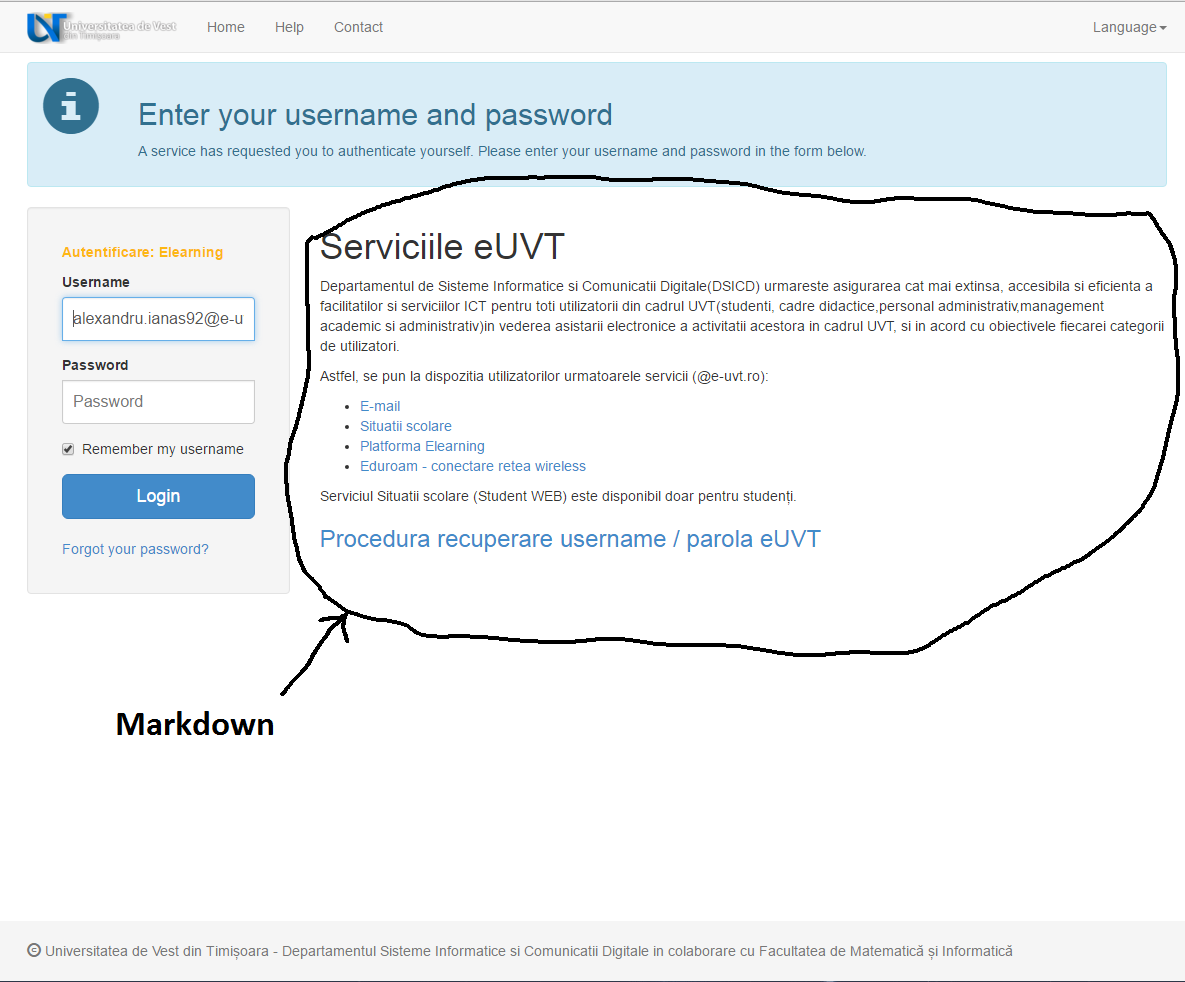 Universitatea de Vest
din Timișoara
Home Help Contact Language
Enter your username and password
A service has requested you to authenticate yourself. Please enter your username and password in the form below.
Autentificare: Elearning
Username
alexandru.ianas92@e-u
Password
Password
Remember my username
Login
Forgot your password?
Serviciile eUVT
Departamentul de Sisteme Informatice si Comunicatii Digitale(DSICD) urmareste asigurarea cat mai extinsa, accesibila si eficienta a
facilitatilor si serviciilor ICT pentru toti utilizatorii din cadrul UVT(studenti, cadre didactice,personal administrativ,management
academic si administrativ)in vederea asistarii electronice a activitatii acestora in cadrul UVT, si in acord cu obiectivele fiecarei categorii
de utilizatori.
Astfel, se pun la dispozitia utilizatorilor urmatoarele servicii (@e-uvt.ro):
E-mail
Situatii scolare
Platforma Elearning
Eduroam - conectare retea wireless
Serviciul Situatii scolare (Student WEB) este disponibil doar pentru studenți.
Procedura recuperare username / parola eUVT
Markdown
© Universitatea de Vest din Timișoara - Departamentul Sisteme Informatice si Comunicatii Digitale in colaborare cu Facultatea de Matematică și Informatică